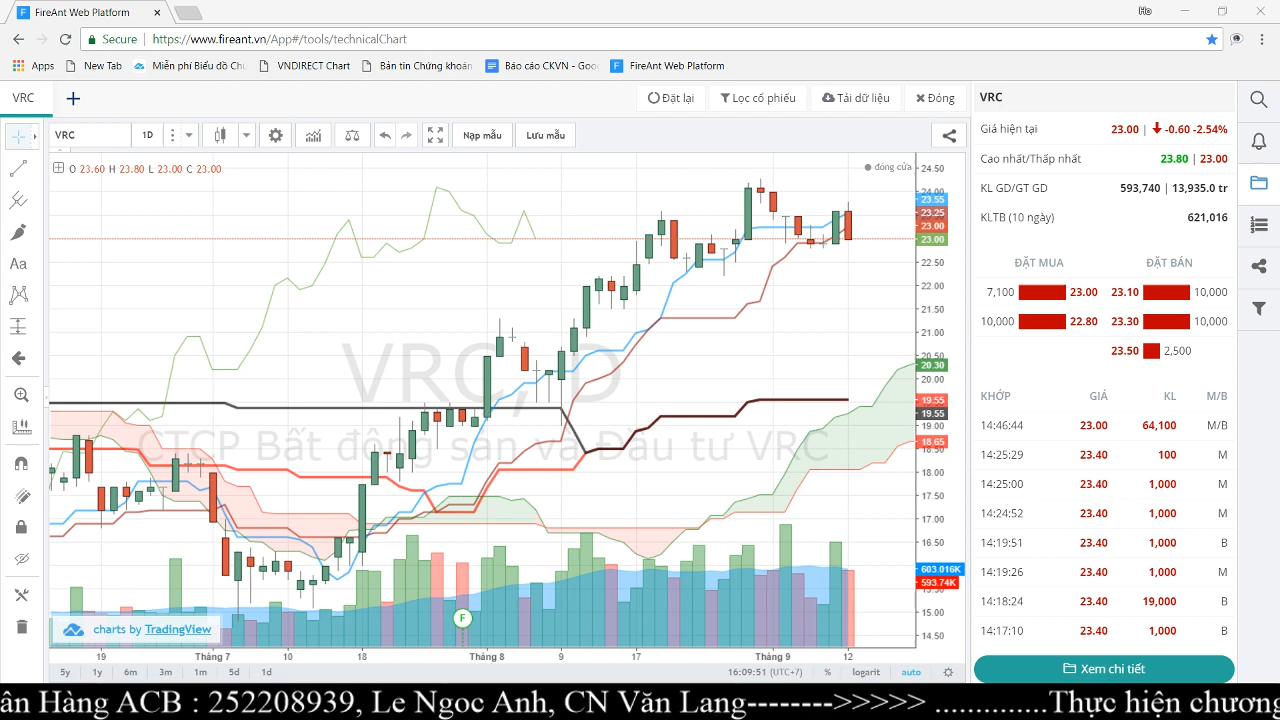 FireAnt Web Platform
Secure https://www.fireant.vn/App#/tools/technicalChart
Apps New Tab Miễn phí Biểu đồ Chứ VNDIRECT Chart Bản tin Chứng khoán Báo cáo CKVN - Goo FireAnt Web Platform
VRC + Đặt lại Lọc cổ phiếu Tải dữ liệu Đóng
VRC 1D Nạp mẫu Lưu mẫu
O 23.60 H 23.80 L 23.00 C 23.00
đóng cửa
VRC, D
CTCP Bất động sản và Đầu tư VRC
24.50
24.00
23.55
23.25
23.00
23.00
22.50
22.00
21.50
21.00
20.50
20.30
20.00
19.55
19.55
19.00
18.65
18.50
18.00
17.50
17.00
16.50
16.00
603.016K
593.74K
15.50
15.00
14.50
F
charts by TradingView
19 Tháng 7 10 18 Tháng 8 9 17 Tháng 9 12
5y 1y 6m 3m 1m 5d 1d 16:09:51 (UTC+7) % logarit auto
VRC
Giá hiện tại 23.00 | -0.60 -2.54%
Cao nhất/Thấp nhất 23.80 | 23.00
KL GD/GT GD 593,740 | 13,935.0 tr
KLTB (10 ngày) 621,016
ĐẶT MUA ĐẶT BÁN
7,100 23.00 23.10 10,000
10,000 22.80 23.30 10,000
23.50 2,500
KHỚP GIÁ KL M/B
14:46:44 23.00 64,100 M/B
14:25:29 23.40 100 M
14:25:00 23.40 1,000 M
14:24:52 23.40 1,000 M
14:19:51 23.40 1,000 B
14:19:26 23.40 1,000 M
14:18:24 23.40 19,000 B
14:17:10 23.40 1,000 B
Xem chi tiết
ân Hàng ACB : 252208939, Le Ngoc Anh, CN Văn Lang-------->>>>> ..............Thực hiện chương